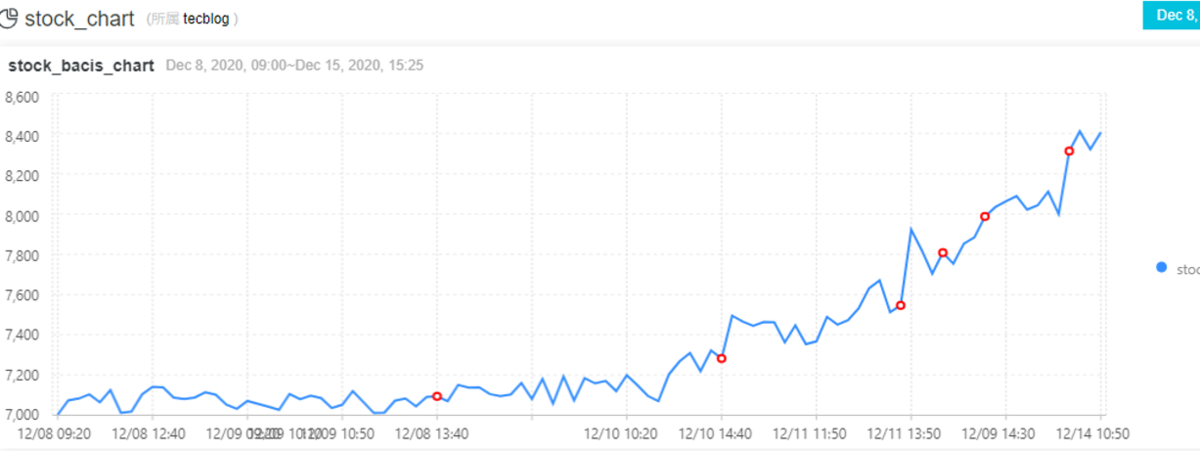 stock_chart (所属 tecblog )
Dec 8,
stock_bacis_chart Dec 8, 2020, 09:00~Dec 15, 2020, 15:25
8,600
8,400
8,200
8,000
7,800
7,600
7,400
7,200
7,000
stoc
12/08 09:20 12/08 12:40 12/09 09:20 12/09 10:50 12/08 13:40 12/10 10:20 12/10 14:40 12/11 11:50 12/11 13:50 12/09 14:30 12/14 10:50